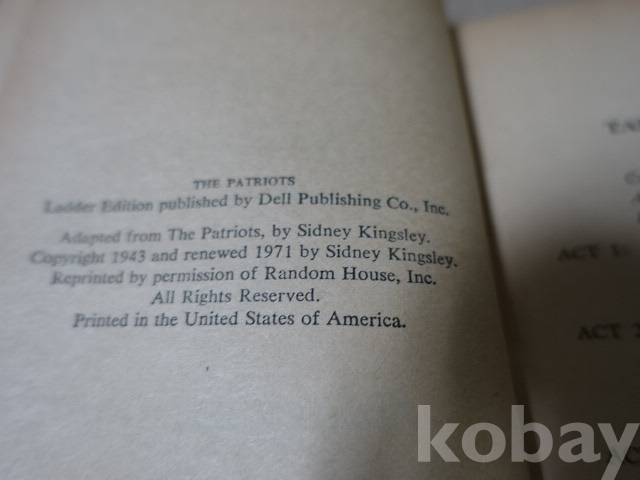 THE PATRIOTS
Ladder Edition published by Dell Publishing Co., Inc.
Adapted from The Patriots, by Sidney Kingsley.
Copyright 1943 and renewed 1971 by Sidney Kingsley.
Reprinted by permission of Random House, Inc.
All Rights Reserved.
Printed in the United States of America.
ACT
ACT 2
kobay